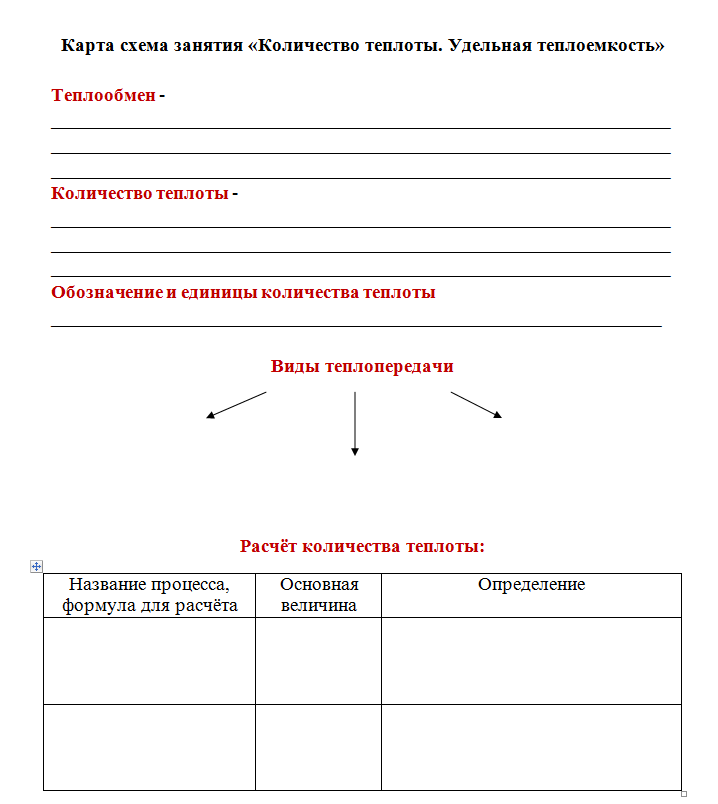 Карта схема занятия «Количество теплоты. Удельная теплоемкость»
Теплообмен -
Количество теплоты -
Обозначение и единицы количества теплоты
Виды теплопередачи
Расчёт количества теплоты:
Название процесса,
формула для расчёта
Основная
величина
Определение